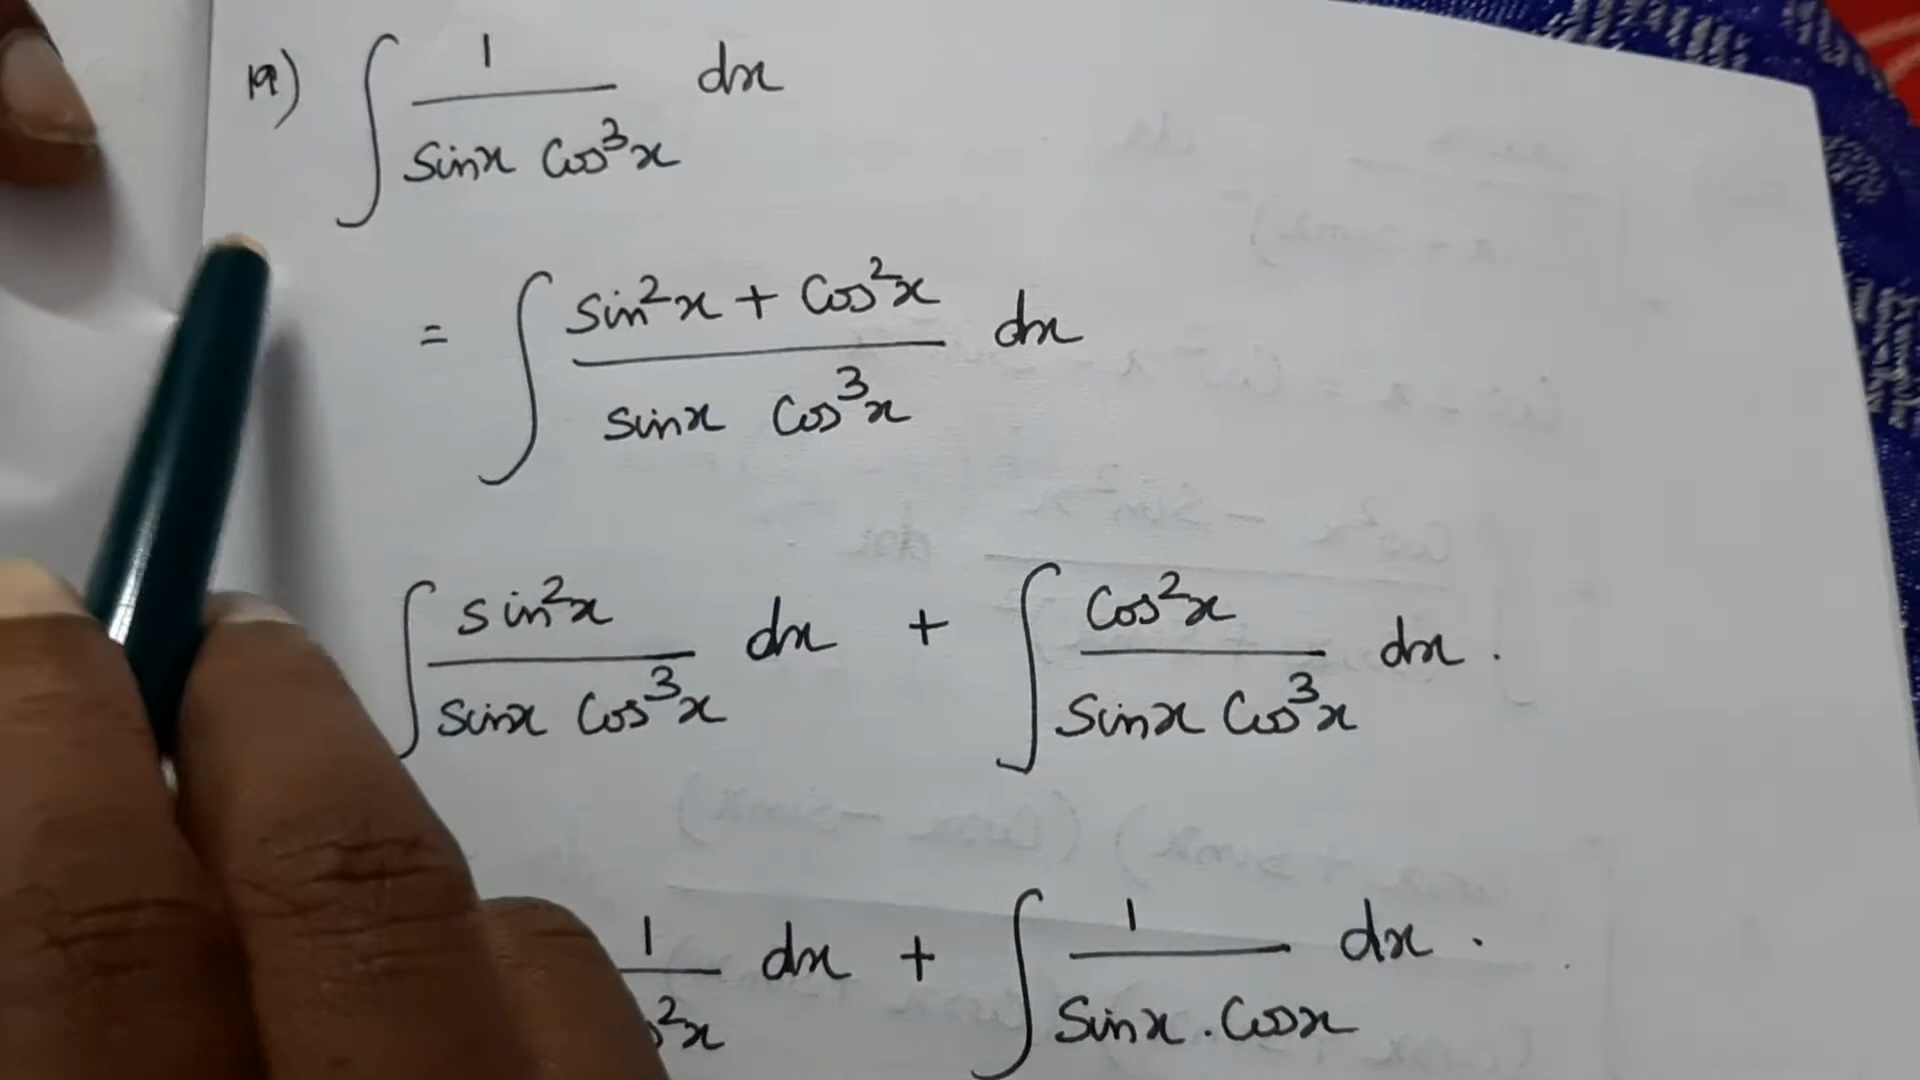 19) ∫ 1/(sinx cos³x) dx
= ∫ (sin²x + cos²x)/(sinx cos³x) dx
∫ sin²x/(sinx cos³x) dx + ∫ cos²x/(sinx cos³x) dx.
1/ ²x dx + ∫ 1/(sinx . cosx) dx.